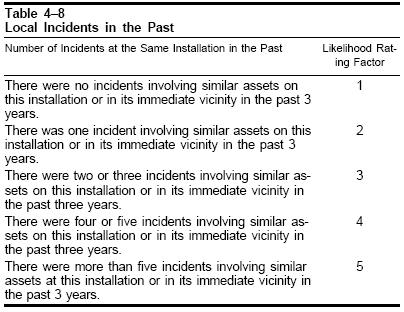 Table 4–8
Local Incidents in the Past
Number of Incidents at the Same Installation in the Past
Likelihood Rat-
ing Factor
There were no incidents involving similar assets on
this installation or in its immediate vicinity in the past 3
years.
1
There was one incident involving similar assets on this
installation or in its immediate vicinity in the past 3
years.
2
There were two or three incidents involving similar as-
sets on this installation or in its immediate vicinity in
the past three years.
3
There were four or five incidents involving similar as-
sets on this installation or in its immediate vicinity in
the past three years.
4
There were more than five incidents involving similar
assets at this installation or in its immediate vicinity in
the past 3 years.
5